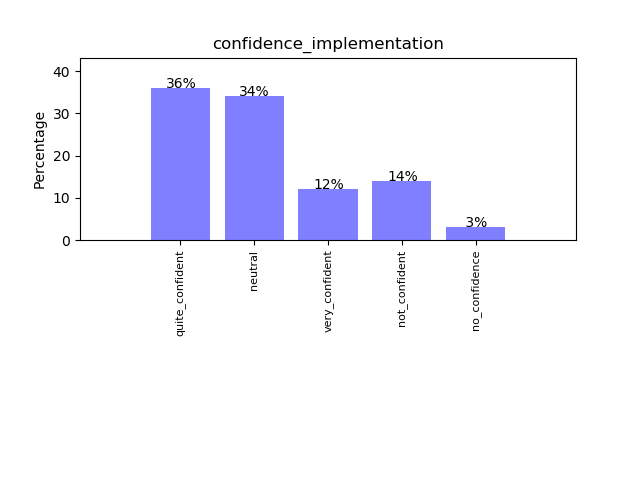 confidence_implementation
Percentage
40
30
20
10
0
36%
34%
12%
14%
3%
quite_confident
neutral
very_confident
not_confident
no_confidence